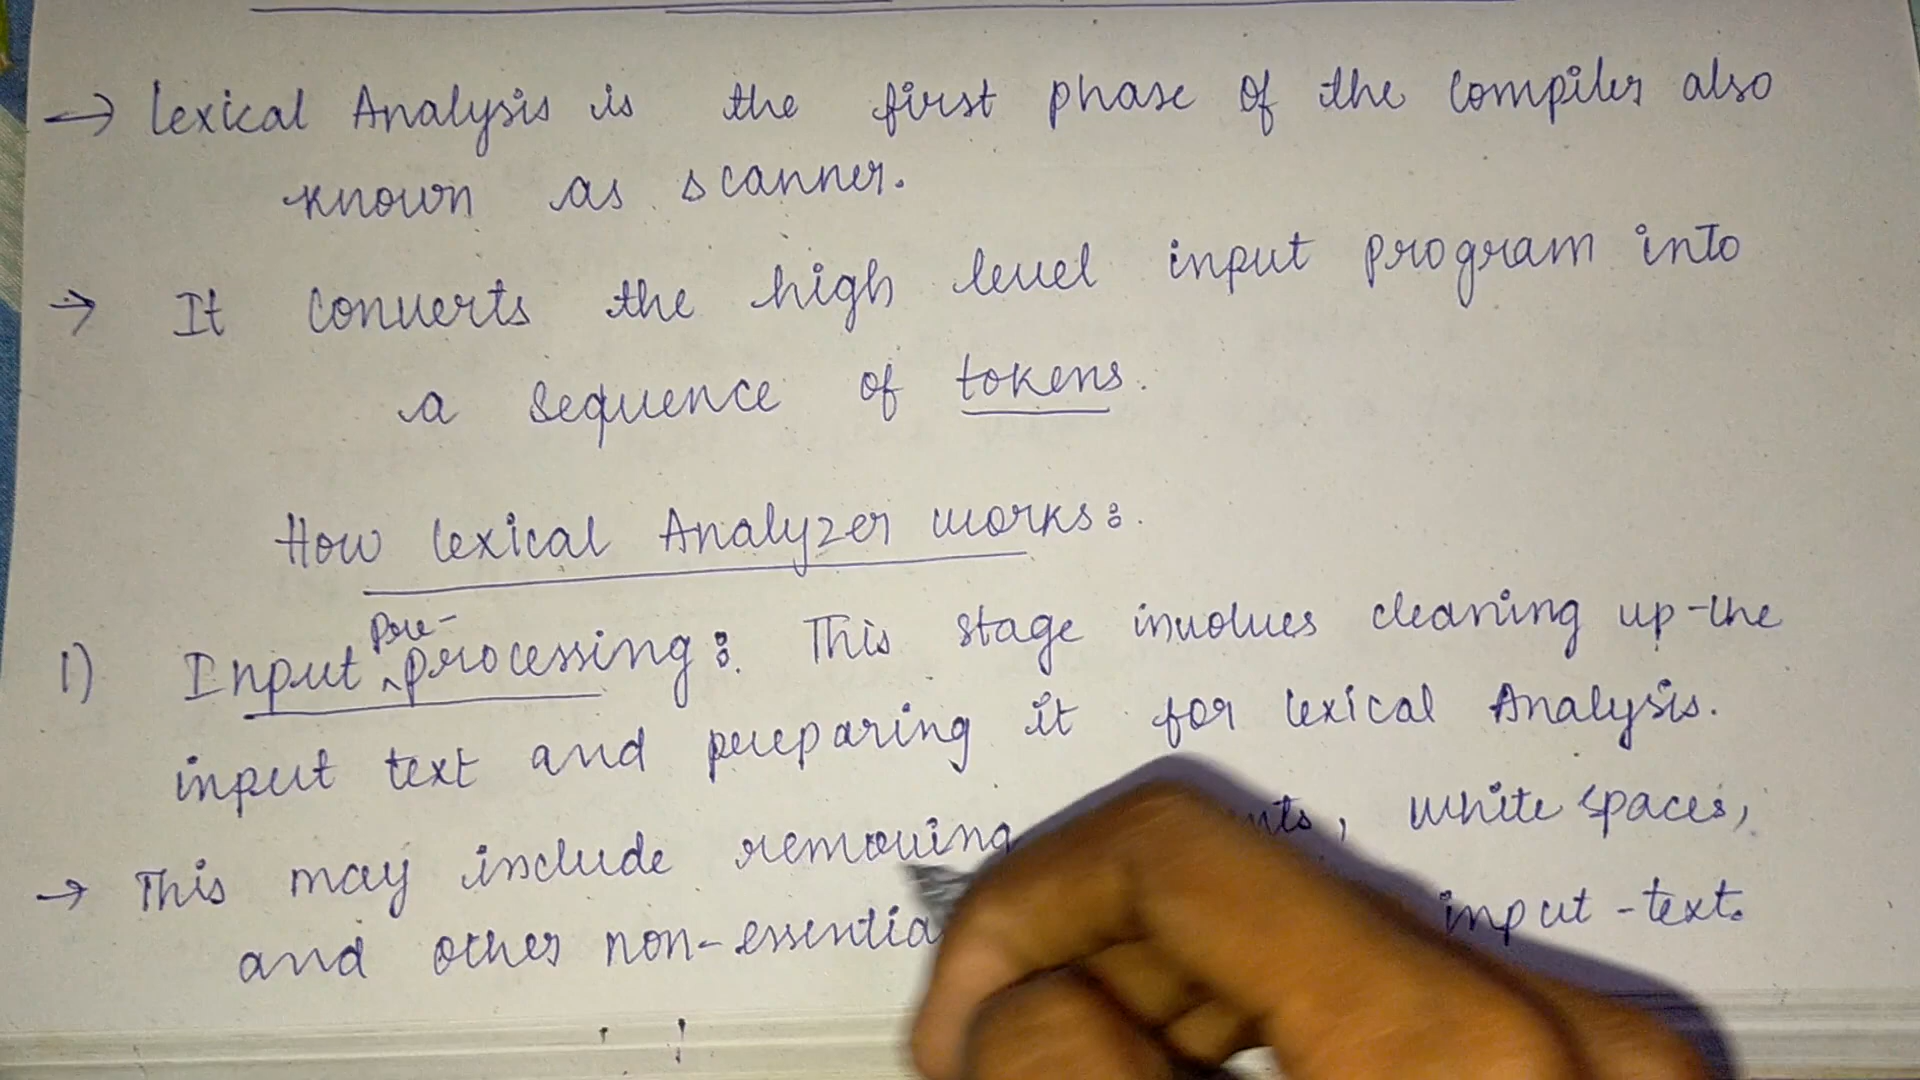 → Lexical Analysis is the first phase of the compiler also
known as scanner.
→ It converts the high level input program into
a sequence of tokens.
How Lexical Analyzer works:
1) Input pre-processing: This stage involves cleaning up the
input text and preparing it for lexical Analysis.
→ This may include removing , white spaces,
and other non-essential input text.